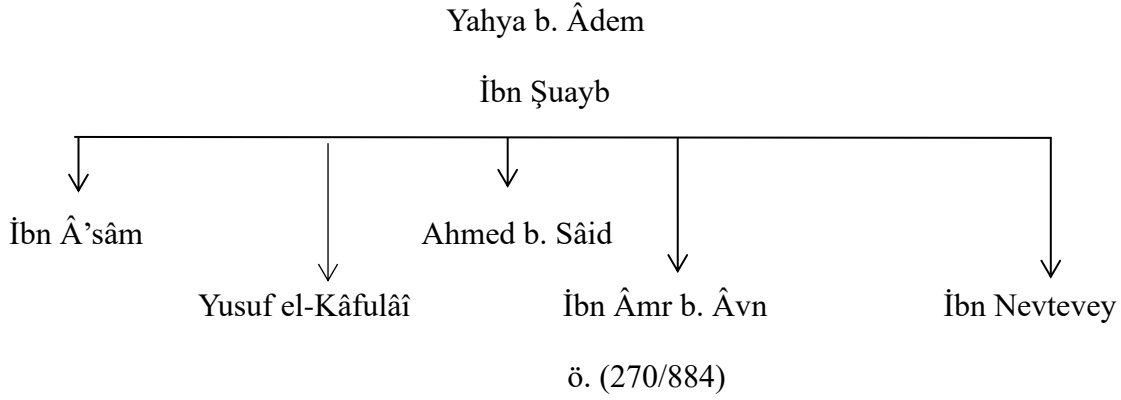 Yahya b. Âdem
İbn Şuayb
İbn Â’sâm
Ahmed b. Sâid
Yusuf el-Kâfulâî
İbn Âmr b. Âvn
İbn Nevtevey
ö. (270/884)